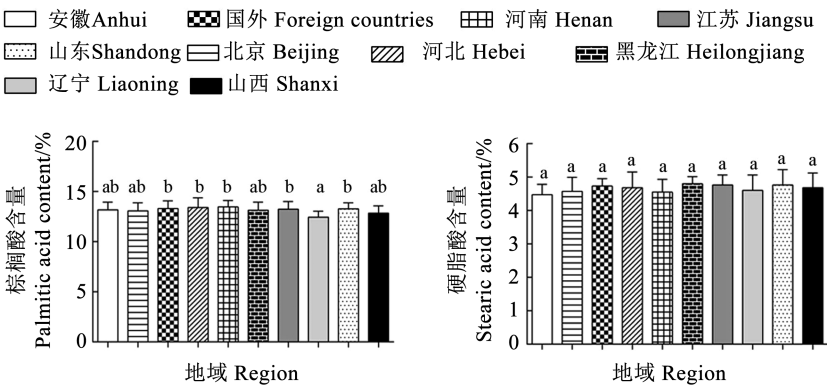 安徽Anhui 国外 Foreign countries 河南 Henan 江苏 Jiangsu
山东Shandong 北京 Beijing 河北 Hebei 黑龙江 Heilongjiang
辽宁 Liaoning 山西 Shanxi
棕榈酸含量
Palmitic acid content/%
20
15
10
5
0
ab ab b b b ab b a b ab
地域 Region
硬脂酸含量
Stearic acid content/%
6
5
4
3
2
1
0
a a a a a a a a a a
地域 Region